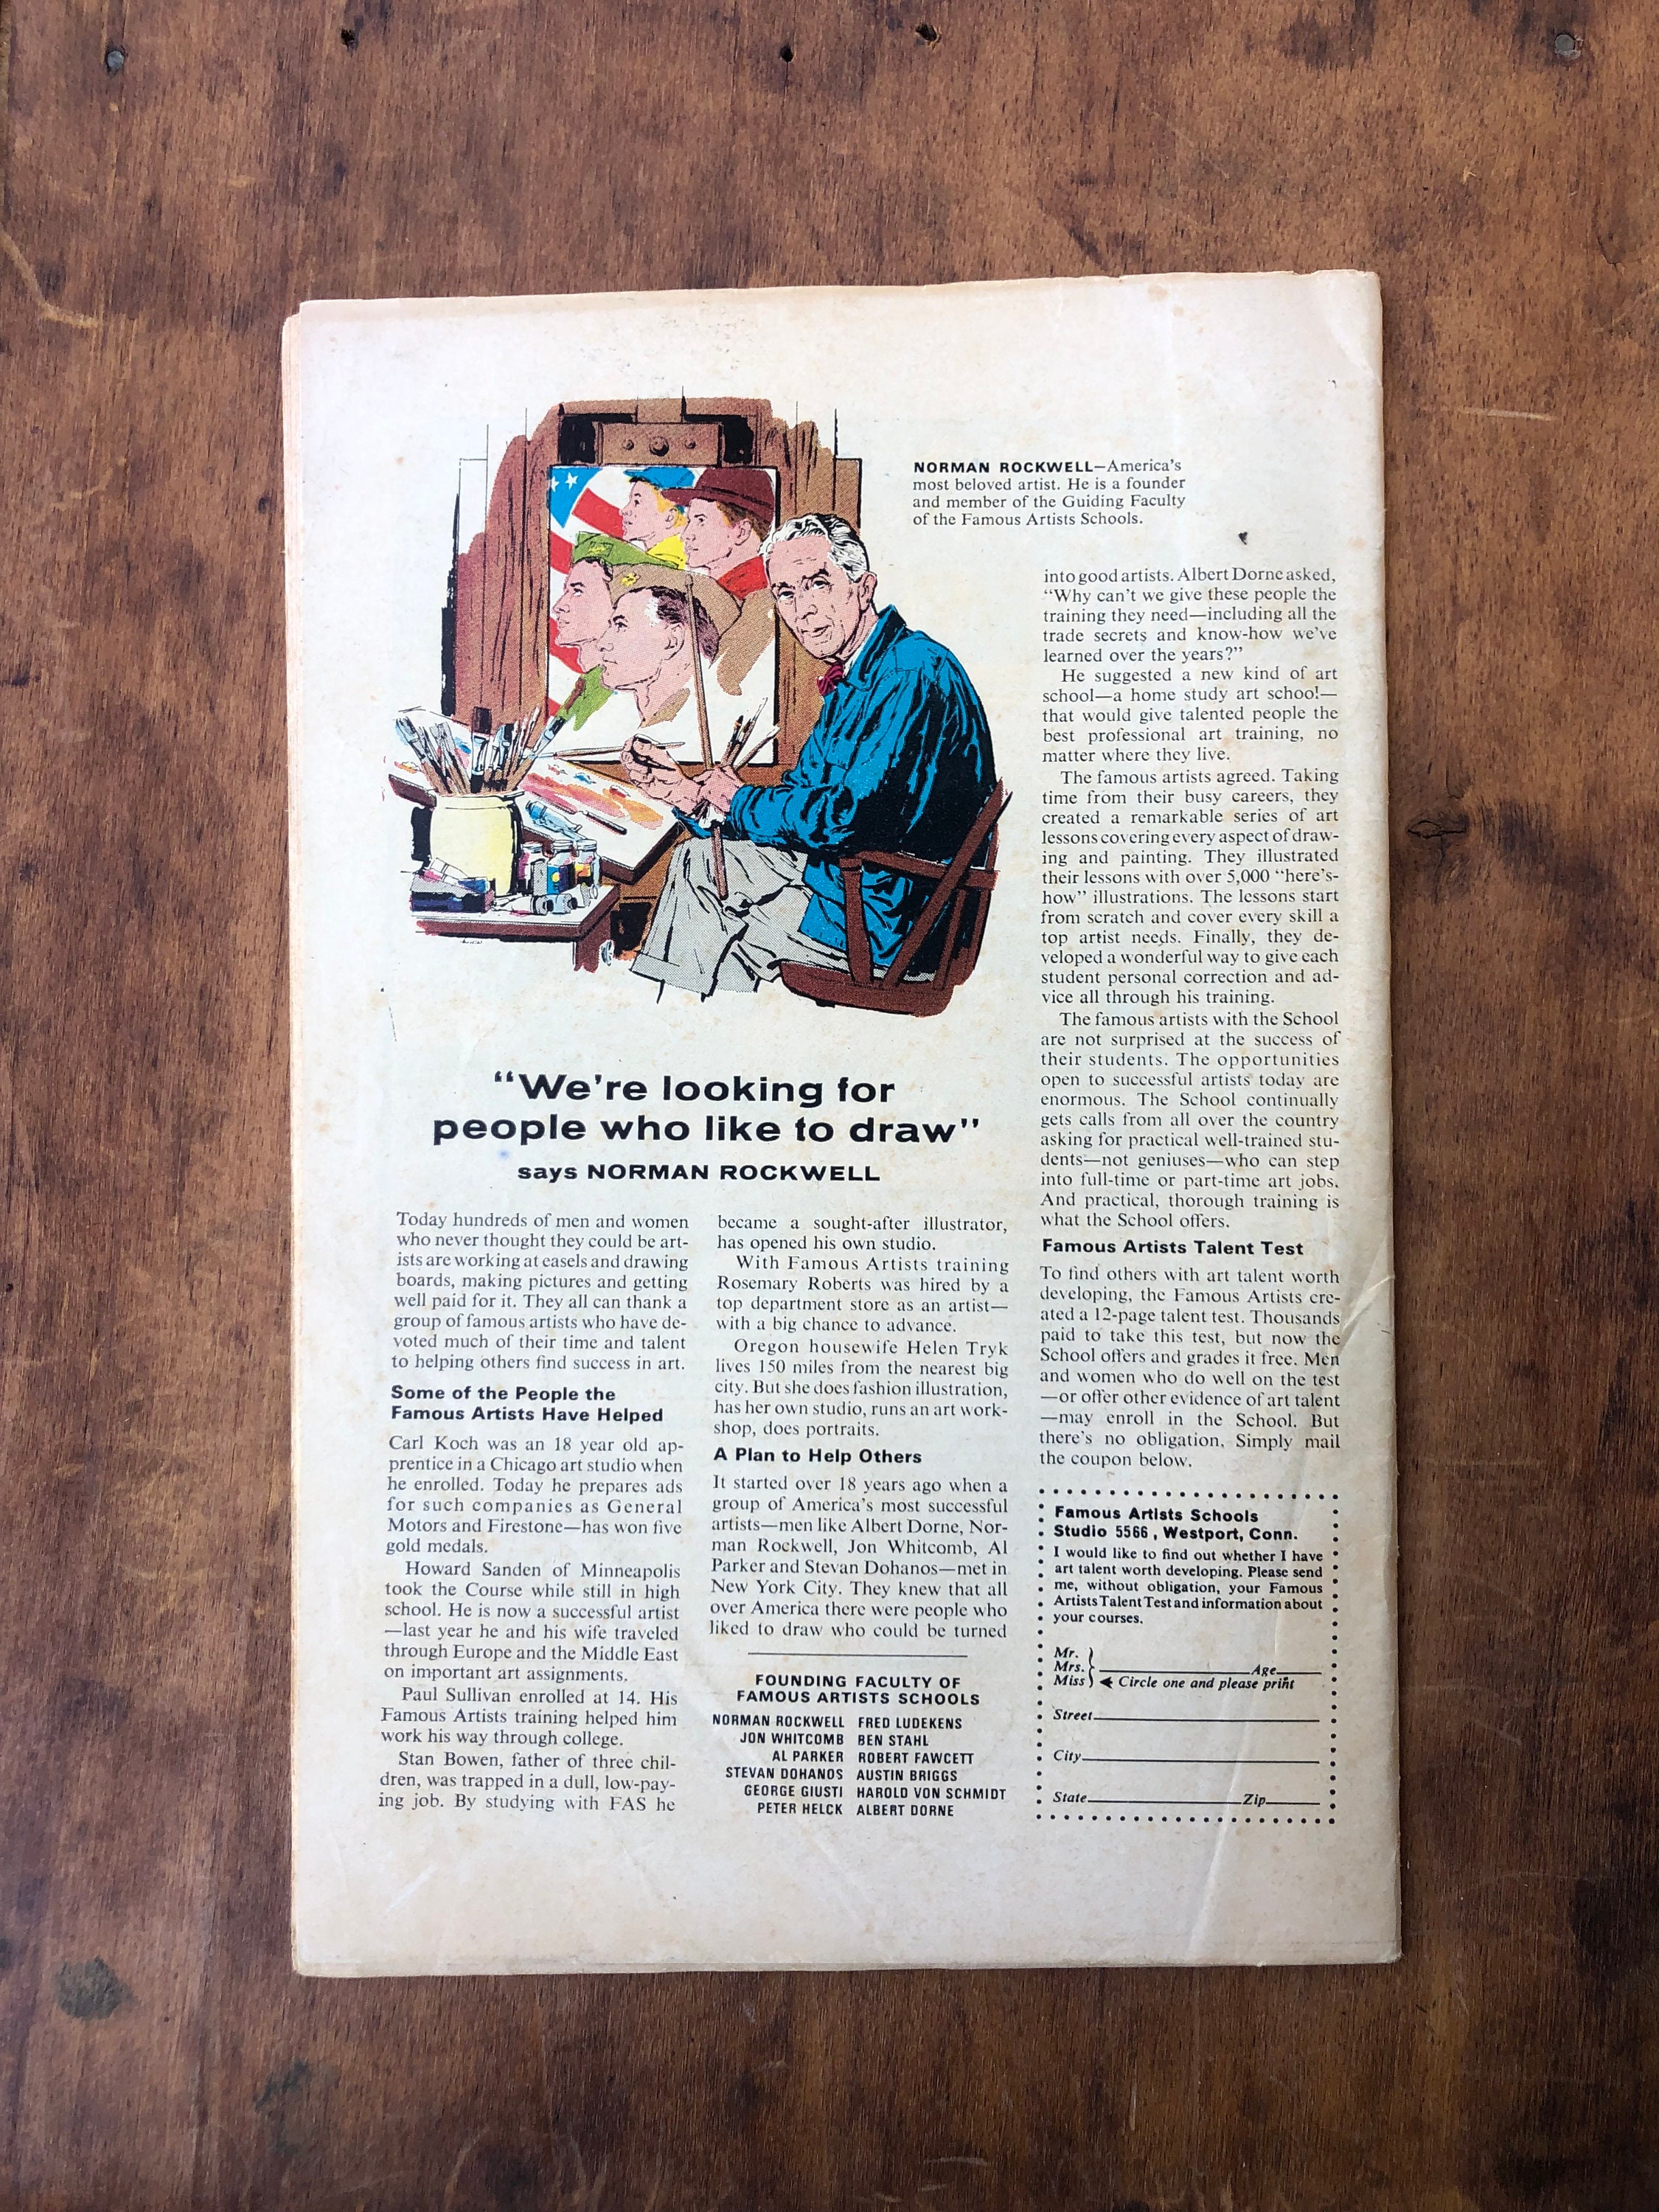 NORMAN ROCKWELL—America's
most beloved artist. He is a founder
and member of the Guiding Faculty
of the Famous Artists Schools.
"We're looking for
people who like to draw"
says NORMAN ROCKWELL
Today hundreds of men and women
who never thought they could be art-
ists are working at easels and drawing
boards, making pictures and getting
well paid for it. They all can thank a
group of famous artists who have de-
voted much of their time and talent
to helping others find success in art.
Some of the People the
Famous Artists Have Helped
Carl Koch was an 18 year old ap-
prentice in a Chicago art studio when
he enrolled. Today he prepares ads
for such companies as General
Motors and Firestone—has won five
gold medals.
Howard Sanden of Minneapolis
took the Course while still in high
school. He is now a successful artist
—last year he and his wife traveled
through Europe and the Middle East
on important art assignments.
Paul Sullivan enrolled at 14. His
Famous Artists training helped him
work his way through college.
Stan Bowen, father of three chil-
dren, was trapped in a dull, low-pay-
ing job. By studying with FAS he
became a sought-after illustrator,
has opened his own studio.
With Famous Artists training
Rosemary Roberts was hired by a
top department store as an artist—
with a big chance to advance.
Oregon housewife Helen Tryk
lives 150 miles from the nearest big
city. But she does fashion illustration,
has her own studio, runs an art work-
shop, does portraits.
A Plan to Help Others
It started over 18 years ago when a
group of America's most successful
artists—men like Albert Dorne, Nor-
man Rockwell, Jon Whitcomb, Al
Parker and Stevan Dohanos—met in
New York City. They knew that all
over America there were people who
liked to draw who could be turned
FOUNDING FACULTY OF
FAMOUS ARTISTS SCHOOLS
NORMAN ROCKWELL FRED LUDEKENS
JON WHITCOMB BEN STAHL
AL PARKER ROBERT FAWCETT
STEVAN DOHANOS AUSTIN BRIGGS
GEORGE GIUSTI HAROLD VON SCHMIDT
PETER HELCK ALBERT DORNE
into good artists. Albert Dorne asked,
"Why can't we give these people the
training they need—including all the
trade secrets and know-how we've
learned over the years?"
He suggested a new kind of art
school—a home study art school—
that would give talented people the
best professional art training, no
matter where they live.
The famous artists agreed. Taking
time from their busy careers, they
created a remarkable series of art
lessons covering every aspect of draw-
ing and painting. They illustrated
their lessons with over 5,000 "here's-
how" illustrations. The lessons start
from scratch and cover every skill a
top artist needs. Finally, they de-
veloped a wonderful way to give each
student personal correction and ad-
vice all through his training.
The famous artists with the School
are not surprised at the success of
their students. The opportunities
open to successful artists today are
enormous. The School continually
gets calls from all over the country
asking for practical well-trained stu-
dents—not geniuses—who can step
into full-time or part-time art jobs.
And practical, thorough training is
what the School offers.
Famous Artists Talent Test
To find others with art talent worth
developing, the Famous Artists cre-
ated a 12-page talent test. Thousands
paid to take this test, but now the
School offers and grades it free. Men
and women who do well on the test
—or offer other evidence of art talent
—may enroll in the School. But
there's no obligation. Simply mail
the coupon below.
Famous Artists Schools
Studio 5566 , Westport, Conn.
I would like to find out whether I have
art talent worth developing. Please send
me, without obligation, your Famous
Artists Talent Test and information about
your courses.
Mr.
Mrs. Age
Miss Circle one and please print
Street
City
State Zip